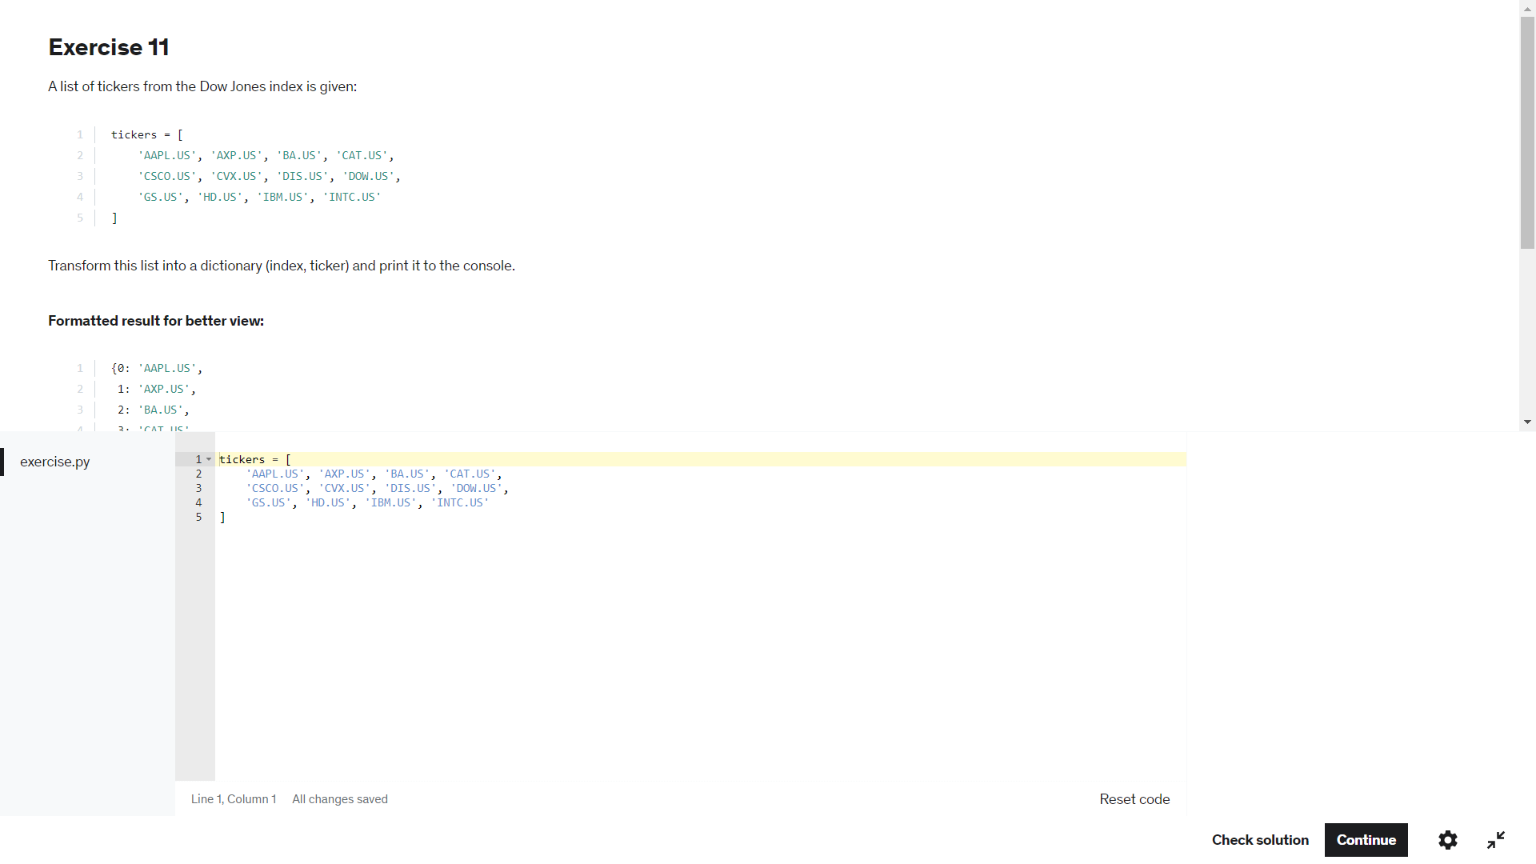 Exercise 11
A list of tickers from the Dow Jones index is given:
1 tickers = [
2 'AAPL.US', 'AXP.US', 'BA.US', 'CAT.US',
3 'CSCO.US', 'CVX.US', 'DIS.US', 'DOW.US',
4 'GS.US', 'HD.US', 'IBM.US', 'INTC.US'
5 ]
Transform this list into a dictionary (index, ticker) and print it to the console.
Formatted result for better view:
1 {0: 'AAPL.US',
2 1: 'AXP.US',
3 2: 'BA.US',
4 3: 'CAT.US'
exercise.py
1 tickers = [
2 'AAPL.US', 'AXP.US', 'BA.US', 'CAT.US',
3 'CSCO.US', 'CVX.US', 'DIS.US', 'DOW.US',
4 'GS.US', 'HD.US', 'IBM.US', 'INTC.US'
5 ]
Line 1, Column 1 All changes saved
Reset code
Check solution Continue